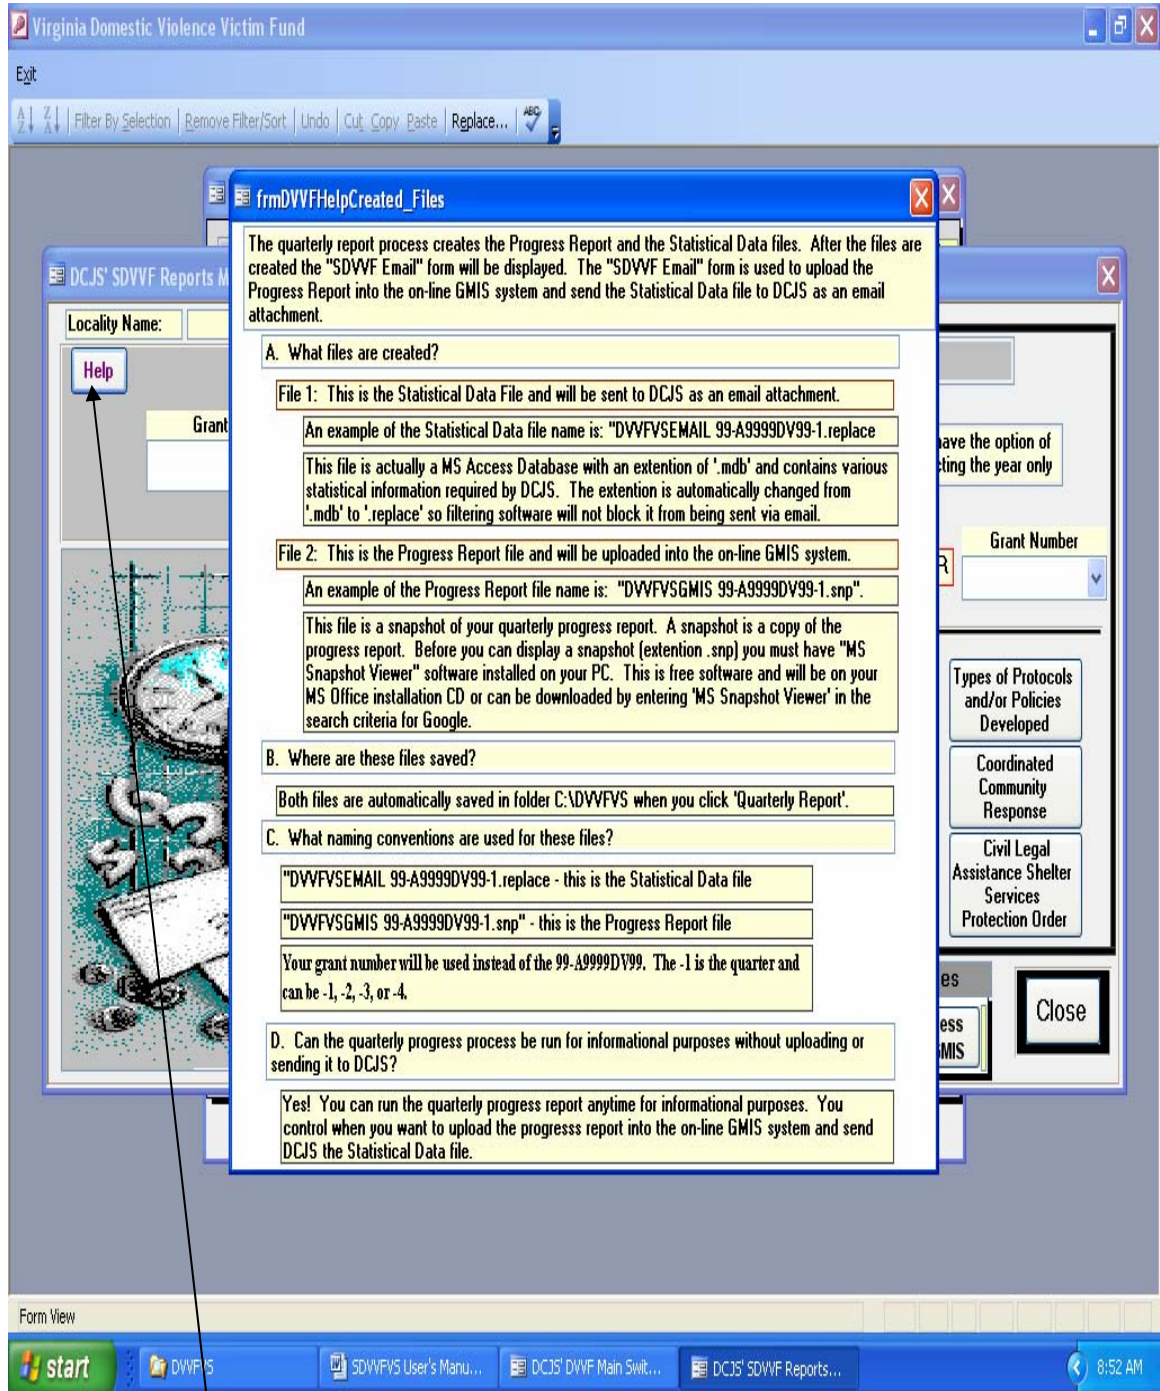 Virginia Domestic Violence Victim Fund
Exit
Filter By Selection | Remove Filter/Sort | Undo | Cut Copy Paste | Replace... | ABC
frmDVVFHelpCreated_Files
The quarterly report process creates the Progress Report and the Statistical Data files. After the files are
created the "SDVVF Email" form will be displayed. The "SDVVF Email" form is used to upload the
Progress Report into the on-line GMIS system and send the Statistical Data file to DCJS as an email
attachment.
A. What files are created?
File 1: This is the Statistical Data File and will be sent to DCJS as an email attachment.
An example of the Statistical Data file name is: "DVVFVSEMAIL 99-A9999DV99-1.replace
This file is actually a MS Access Database with an extention of '.mdb' and contains various
statistical information required by DCJS. The extention is automatically changed from
'.mdb' to '.replace' so filtering software will not block it from being sent via email.
File 2: This is the Progress Report file and will be uploaded into the on-line GMIS system.
An example of the Progress Report file name is: "DVVFVSGMIS 99-A9999DV99-1.snp".
This file is a snapshot of your quarterly progress report. A snapshot is a copy of the
progress report. Before you can display a snapshot (extention .snp) you must have "MS
Snapshot Viewer" software installed on your PC. This is free software and will be on your
MS Office installation CD or can be downloaded by entering 'MS Snapshot Viewer' in the
search criteria for Google.
B. Where are these files saved?
Both files are automatically saved in folder C:\DVVFVS when you click 'Quarterly Report'.
C. What naming conventions are used for these files?
"DVVFVSEMAIL 99-A9999DV99-1.replace - this is the Statistical Data file
"DVVFVSGMIS 99-A9999DV99-1.snp" - this is the Progress Report file
Your grant number will be used instead of the 99-A9999DV99. The -1 is the quarter and
can be -1, -2, -3, or -4.
D. Can the quarterly progress process be run for informational purposes without uploading or
sending it to DCJS?
Yes! You can run the quarterly progress report anytime for informational purposes. You
control when you want to upload the progresss report into the on-line GMIS system and send
DCJS the Statistical Data file.
DCJS' SDVVF Reports M
Locality Name:
Help
Grant
have the option of
cting the year only
R
Grant Number
Types of Protocols
and/or Policies
Developed
Coordinated
Community
Response
Civil Legal
Assistance Shelter
Services
Protection Order
es
ess
GMIS
Close
Form View
start
DVVFVS
SDVVFVS User's Manu...
DCJS' DVVF Main Swit...
DCJS' SDVVF Reports...
8:52 AM